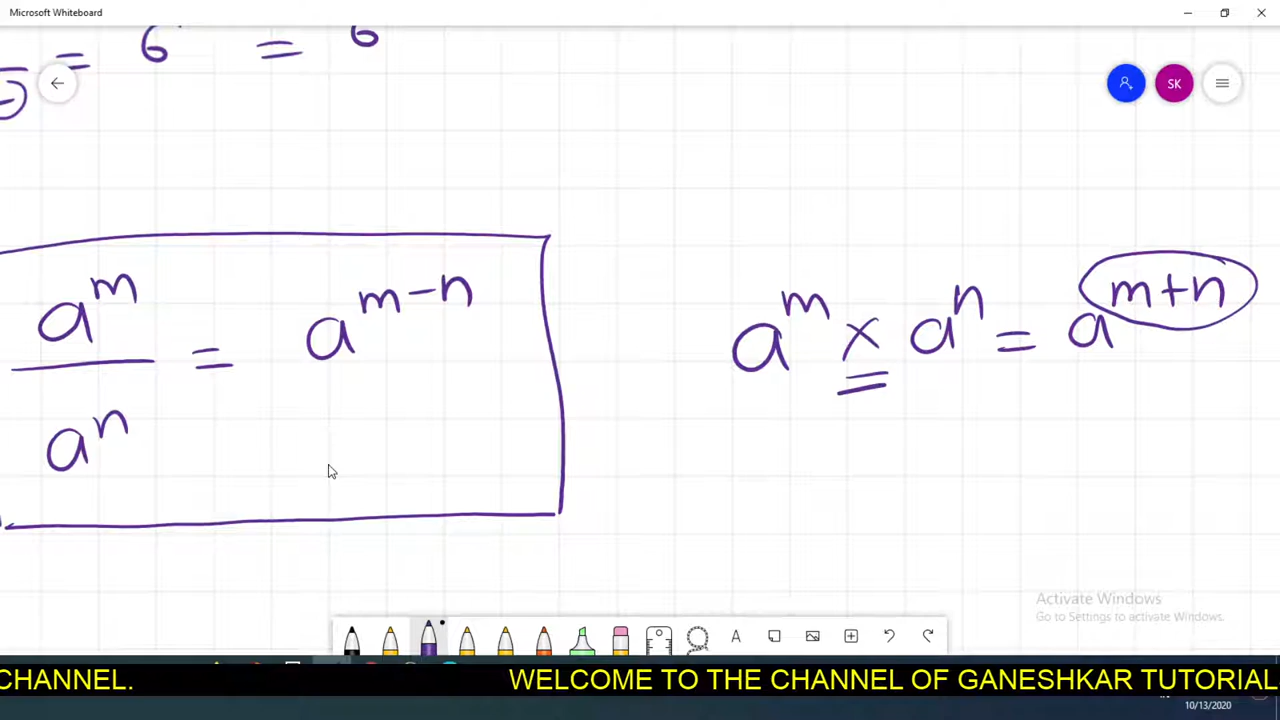 Microsoft Whiteboard
= 6 = 6
SK
a^m / a^n = a^(m-n)
a^m × a^n = a^(m+n)
Activate Windows
Go to Settings to activate Windows.
CHANNEL. WELCOME TO THE CHANNEL OF GANESHKAR TUTORIAL
10/13/2020